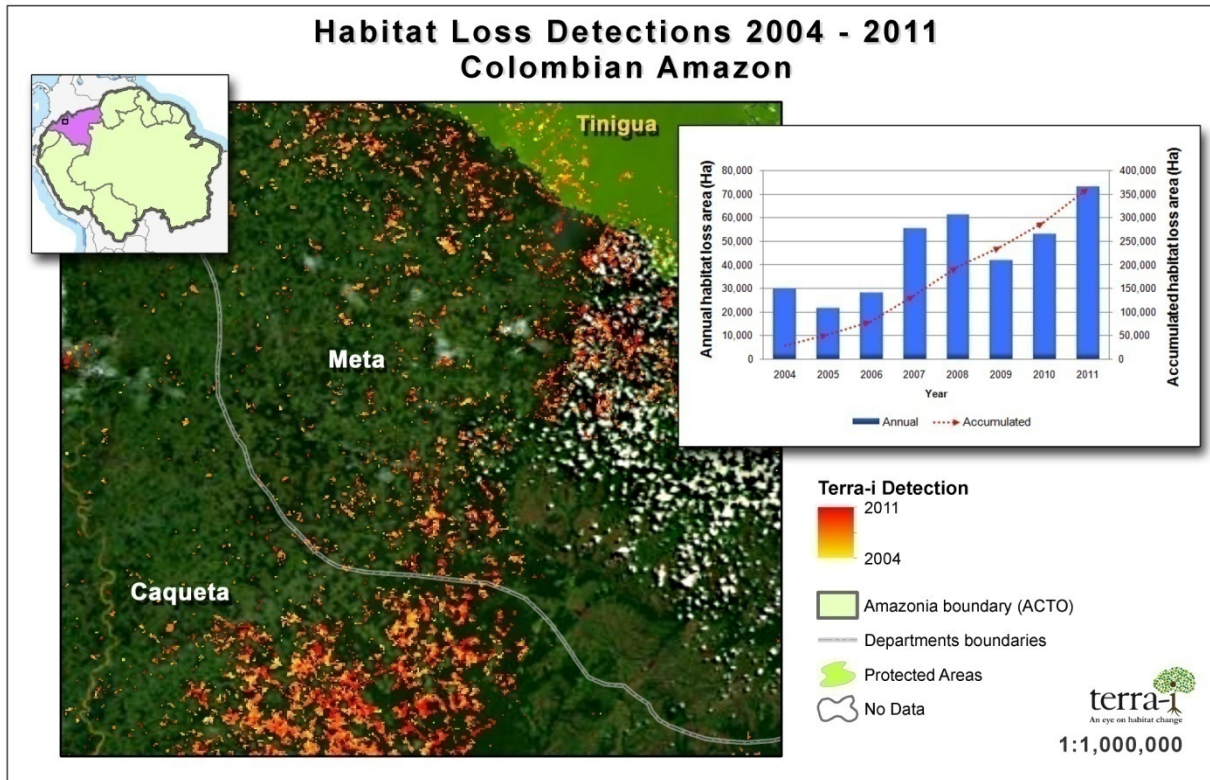 Habitat Loss Detections 2004 - 2011
Colombian Amazon
Tinigua
Meta
Caqueta
Annual habitat loss area (Ha)
80,000
70,000
60,000
50,000
40,000
30,000
20,000
10,000
0
400,000
350,000
300,000
250,000
200,000
150,000
100,000
50,000
0
Accumulated habitat loss area (Ha)
2004 2005 2006 2007 2008 2009 2010 2011
Year
Annual Accumulated
Terra-i Detection
2011
2004
Amazonia boundary (ACTO)
Departments boundaries
Protected Areas
No Data
terra-i
An eye on habitat change
1:1,000,000